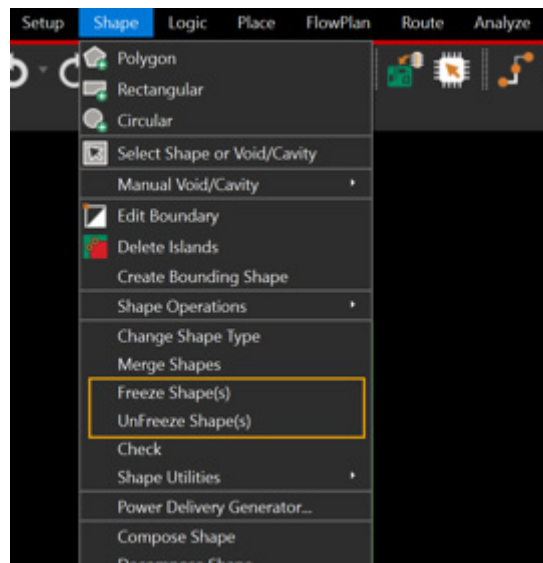 Setup Shape Logic Place FlowPlan Route Analyze
Polygon
Rectangular
Circular
Select Shape or Void/Cavity
Manual Void/Cavity
Edit Boundary
Delete Islands
Create Bounding Shape
Shape Operations
Change Shape Type
Merge Shapes
Freeze Shape(s)
UnFreeze Shape(s)
Check
Shape Utilities
Power Delivery Generator...
Compose Shape
Decompose Shape